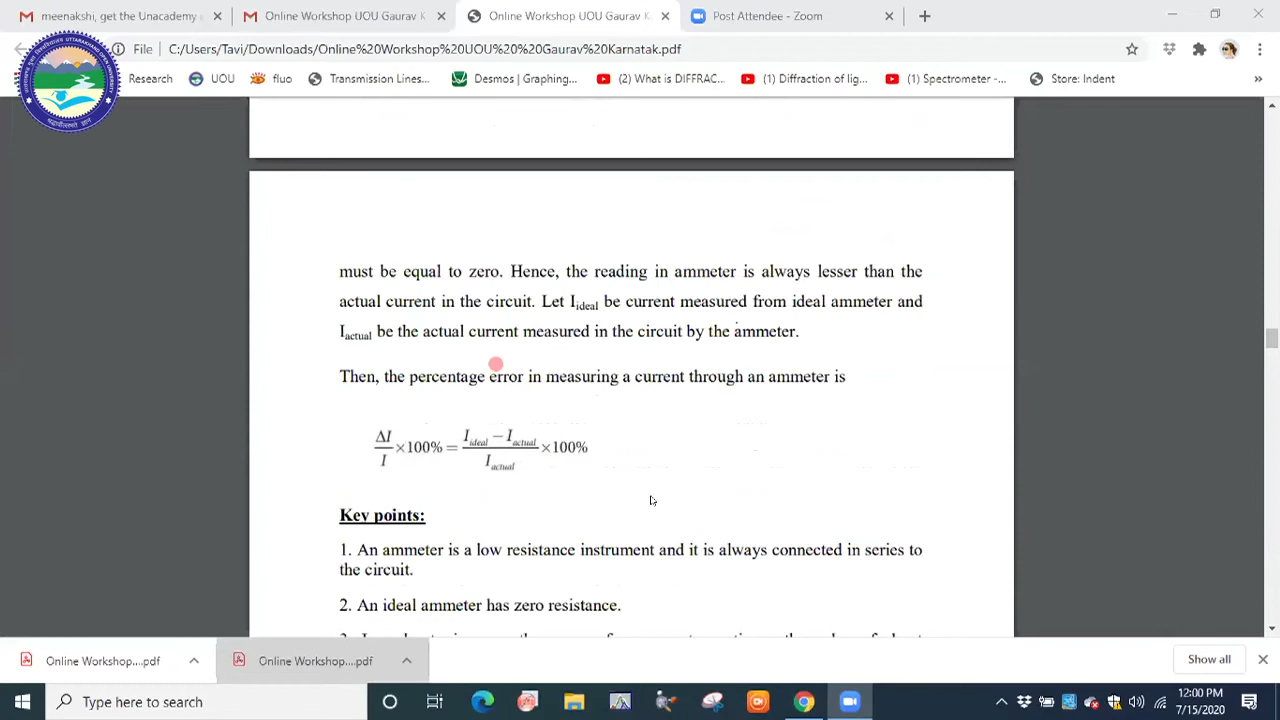 meenakshi, get the Unacademy
Online Workshop UOU Gaurav K
Online Workshop UOU Gaurav K
Post Attendee - Zoom
File
C:/Users/Tavi/Downloads/Online%20Workshop%20UOU%20%20Gaurav%20Karnatak.pdf
Research
UOU
fluo
Transmission Lines...
Desmos | Graphing...
(2) What is DIFFRAC...
(1) Diffraction of lig...
(1) Spectrometer -...
Store: Indent
must be equal to zero. Hence, the reading in ammeter is always lesser than the
actual current in the circuit. Let I_ideal be current measured from ideal ammeter and
I_actual be the actual current measured in the circuit by the ammeter.
Then, the percentage error in measuring a current through an ammeter is
ΔI/I ×100% = (I_ideal − I_actual)/I_actual ×100%
Key points:
1. An ammeter is a low resistance instrument and it is always connected in series to
the circuit.
2. An ideal ammeter has zero resistance.
Online Workshop....pdf
Online Workshop....pdf
Show all
Type here to search
12:00 PM
7/15/2020